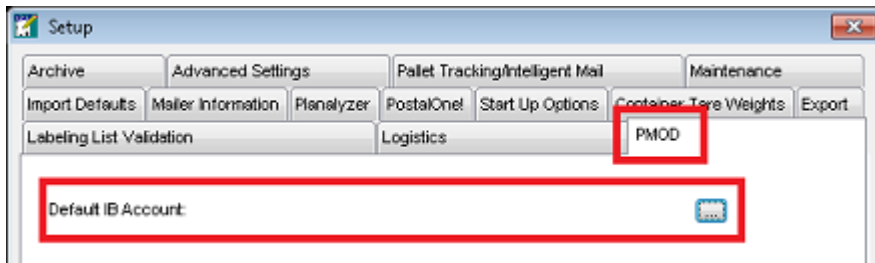 Setup
Archive Advanced Settings Pallet Tracking/Intelligent Mail Maintenance
Import Defaults Mailer Information Planalyzer PostalOne! Start Up Options Container Tare Weights Export
Labeling List Validation Logistics PMOD
Default IB Account:
...